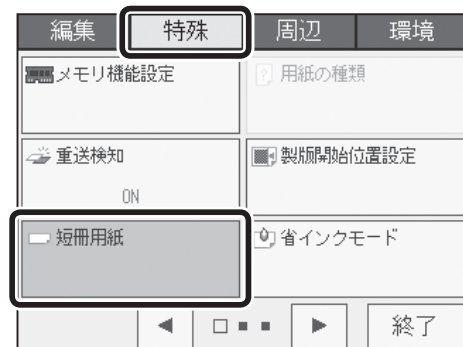 編集 特殊 周辺 環境
メモリ機能設定 用紙の種類
重送検知 製版開始位置設定
ON
短冊用紙 省インクモード
終了